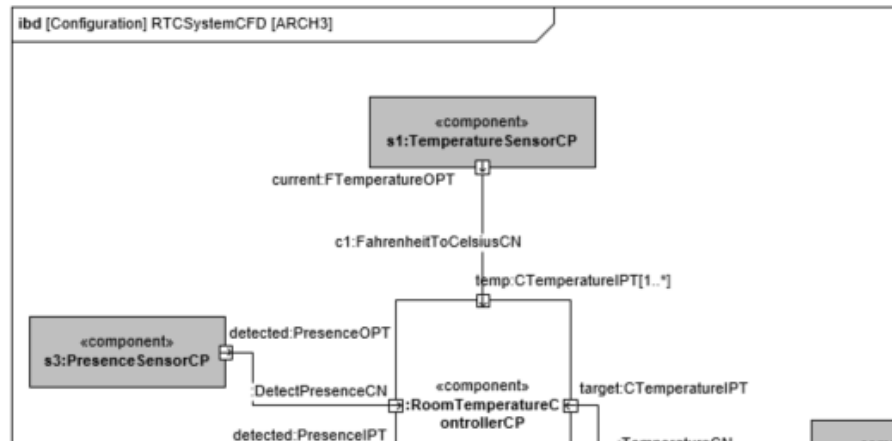 ibd [Configuration] RTCSystemCFD [ARCH3]
«component»
s1:TemperatureSensorCP
current:FTemperatureOPT
c1:FahrenheitToCelsiusCN
temp:CTemperatureIPT[1..*]
«component»
s3:PresenceSensorCP
detected:PresenceOPT
:DetectPresenceCN
detected:PresenceIPT
«component»
:RoomTemperatureC
ontrollerCP
target:CTemperatureIPT
:TemperatureCN